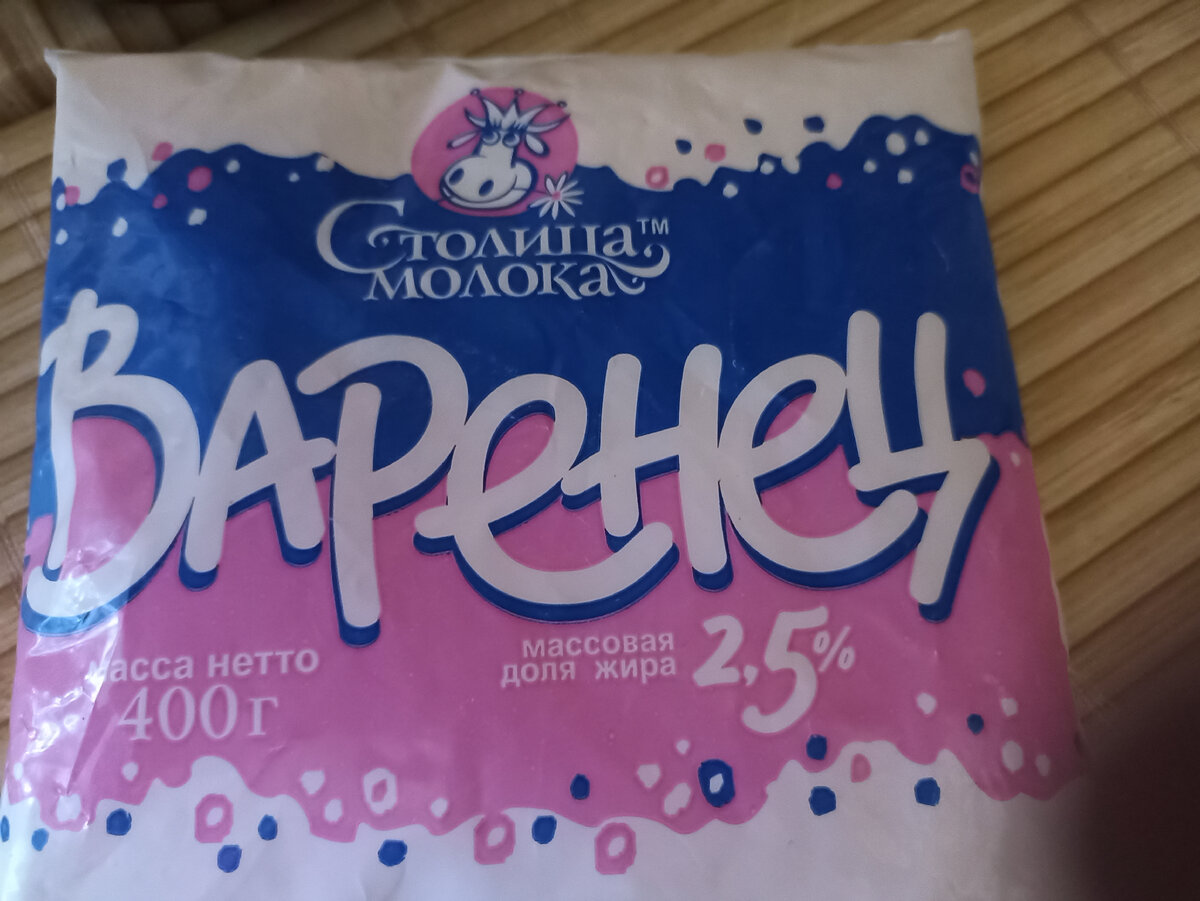 Столица™
молока
Варенец
масса нетто
400 г
массовая
доля жира
2,5%